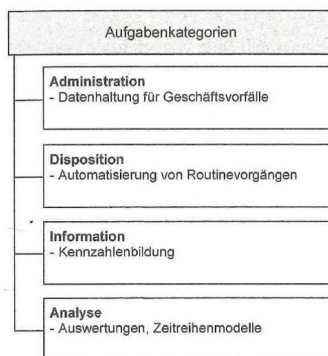 Aufgabenkategorien
Administration
- Datenhaltung für Geschäftsvorfälle
Disposition
- Automatisierung von Routinevorgängen
Information
- Kennzahlenbildung
Analyse
- Auswertungen, Zeitreihenmodelle